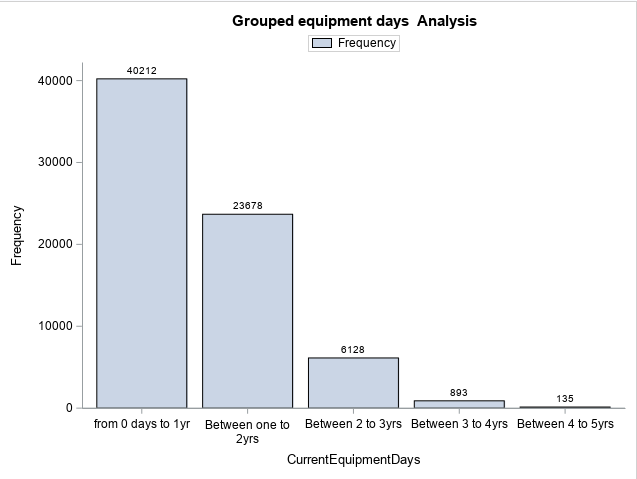 Grouped equipment days  Analysis
Frequency
40212
23678
6128
893
135
40000
30000
20000
10000
0
Frequency
from 0 days to 1yr
Between one to
2yrs
Between 2 to 3yrs
Between 3 to 4yrs
Between 4 to 5yrs
CurrentEquipmentDays